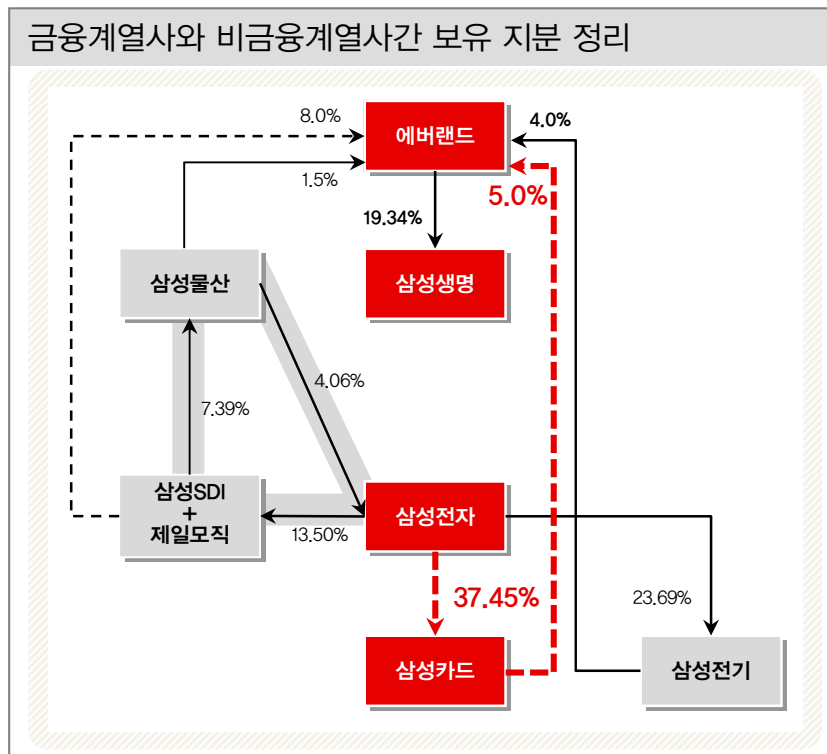 금융계열사와 비금융계열사간 보유 지분 정리
8.0%
에버랜드
4.0%
1.5%
5.0%
19.34%
삼성물산
삼성생명
4.06%
7.39%
삼성SDI
+
제일모직
삼성전자
13.50%
37.45%
23.69%
삼성카드
삼성전기